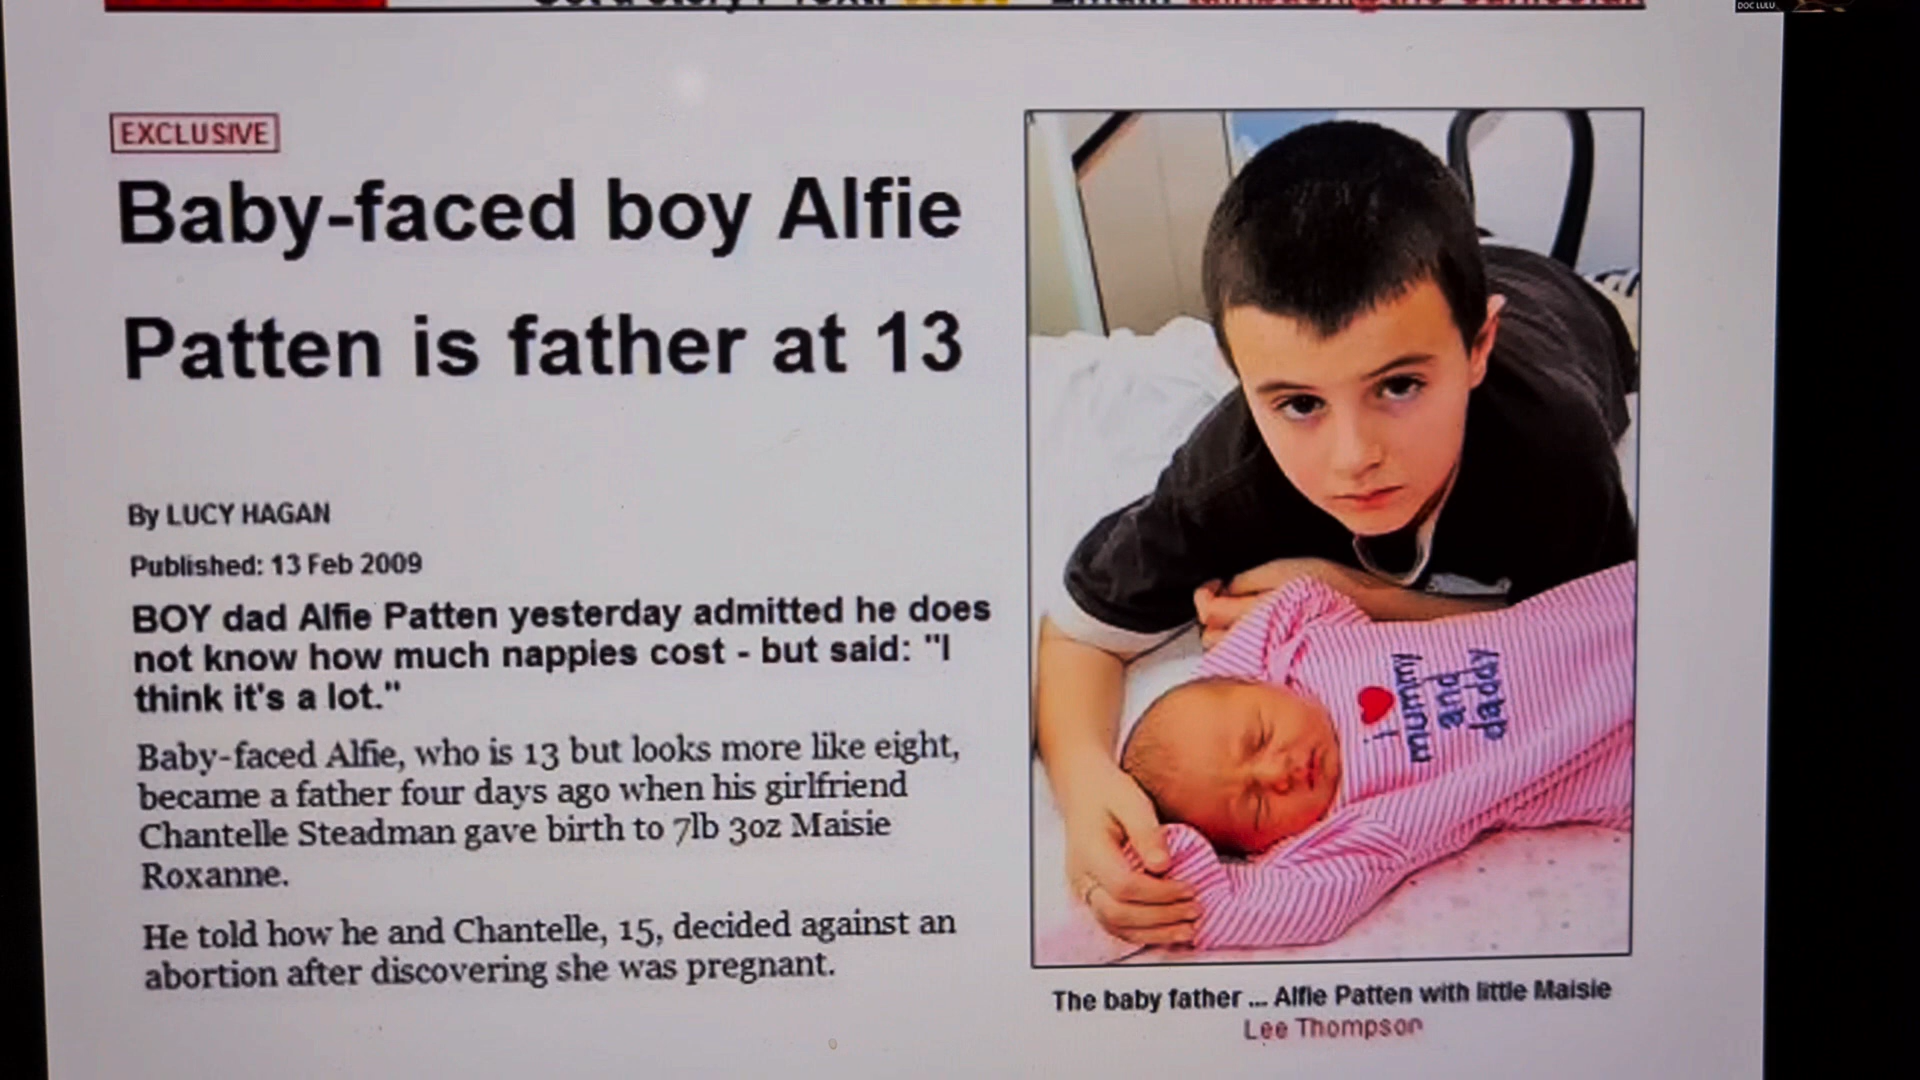 DOC LULU
EXCLUSIVE
Baby-faced boy Alfie
Patten is father at 13
By LUCY HAGAN
Published: 13 Feb 2009
BOY dad Alfie Patten yesterday admitted he does
not know how much nappies cost - but said: "I
think it's a lot."
Baby-faced Alfie, who is 13 but looks more like eight,
became a father four days ago when his girlfriend
Chantelle Steadman gave birth to 7lb 3oz Maisie
Roxanne.
He told how he and Chantelle, 15, decided against an
abortion after discovering she was pregnant.
i
mummy
and
daddy
The baby father ... Alfie Patten with little Maisie
Lee Thompson